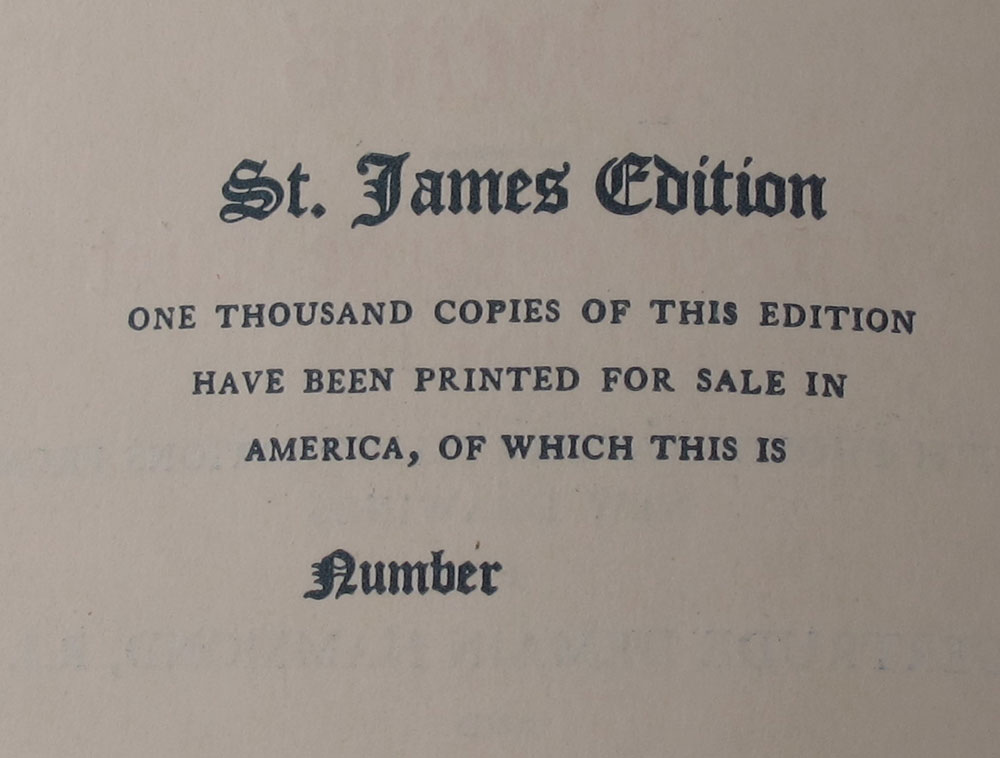 St. James Edition
ONE THOUSAND COPIES OF THIS EDITION
HAVE BEEN PRINTED FOR SALE IN
AMERICA, OF WHICH THIS IS
Number